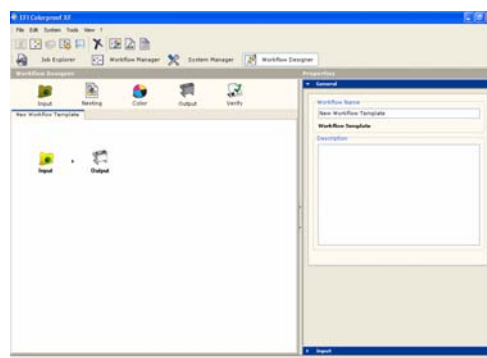 EFI Colorproof XF
File Edit System Tools View ?
Job Explorer Workflow Manager System Manager Workflow Designer
Workflow Designer
Input Nesting Color Output Verify
New Workflow Template
Input Output
Properties
General
Workflow Name
New Workflow Template
Workflow Template
Description
Input